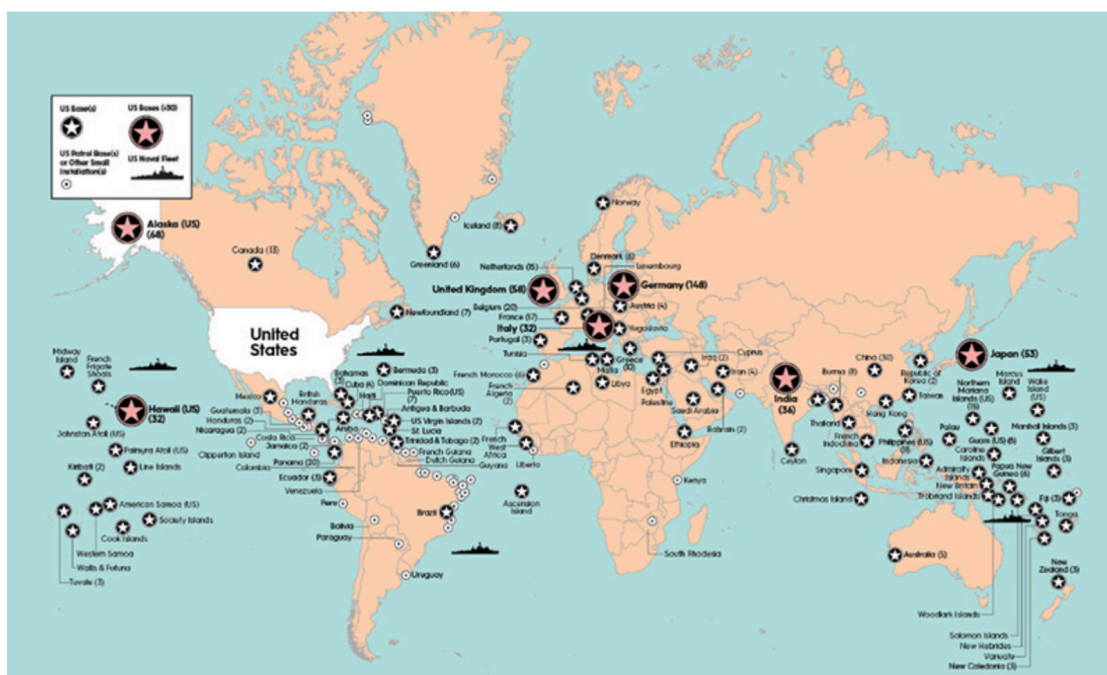 US Base(s)
US Bases (>30)
US Patrol Base(s)
or Other Small
Installation(s)
US Naval Fleet
Alaska (US)
(68)
Canada (13)
United
States
Newfoundland (7)
Greenland (6)
Iceland (8)
Norway
Denmark (6)
Luxembourg
Netherlands (15)
United Kingdom (58)
Germany (148)
Belgium (20)
Austria (4)
France (17)
Italy (32)
Yugoslavia
Portugal (3)
Tunisia
Malta
Greece
(10)
Cyprus
Iraq (2)
Iran (4)
French Morocco (6)
French
Algeria
(2)
Libya
Egypt
Palestine
Saudi Arabia
Bahrain (2)
Ethiopia
French
West
Africa
Liberia
Kenya
South Rhodesia
Ascension
Island
Midway
Island
French
Frigate
Shoals
Hawaii (US)
(32)
Johnston Atoll (US)
Palmyra Atoll (US)
Kiribati (2)
Line Islands
American Samoa (US)
Society Islands
Cook Islands
Western Samoa
Wallis & Futuna
Tuvalu (3)
Mexico
British
Honduras
Guatemala (3)
Honduras (2)
Nicaragua (2)
Costa Rica
Jamaica (2)
Clipperton Island
Panama (20)
Colombia
Ecuador (3)
Venezuela
Peru
Bolivia
Paraguay
Uruguay
Brazil
Bahamas
Bermuda (3)
Cuba (4)
Dominican Republic
Haiti
Puerto Rico(US)
(7)
Antigua & Barbuda
US Virgin Islands (2)
Aruba
St. Lucia
Trinidad & Tobago (2)
French Guiana
Dutch Guiana
Guyana
India
(36)
Ceylon
Burma (8)
China (30)
Republic of
Korea (2)
Japan (53)
Taiwan
Hong Kong
Thailand
French
Indochina
Philippines (US)
Singapore
Indonesia
Christmas Island
Northern
Mariana
Islands (US)
(15)
Marcus
Island
Wake Island
(US)
Palau
Guam (US)
Caroline
Islands
Marshall Islands (3)
Gilbert
Islands (3)
Admiralty
Islands
Papua New
Guinea (6)
New Britain
Trobriand Islands
Fiji (3)
Tonga
Australia (5)
New
Zealand (3)
Woodlark Islands
Solomon Islands
New Hebrides
Vanuatu
New Caledonia (3)